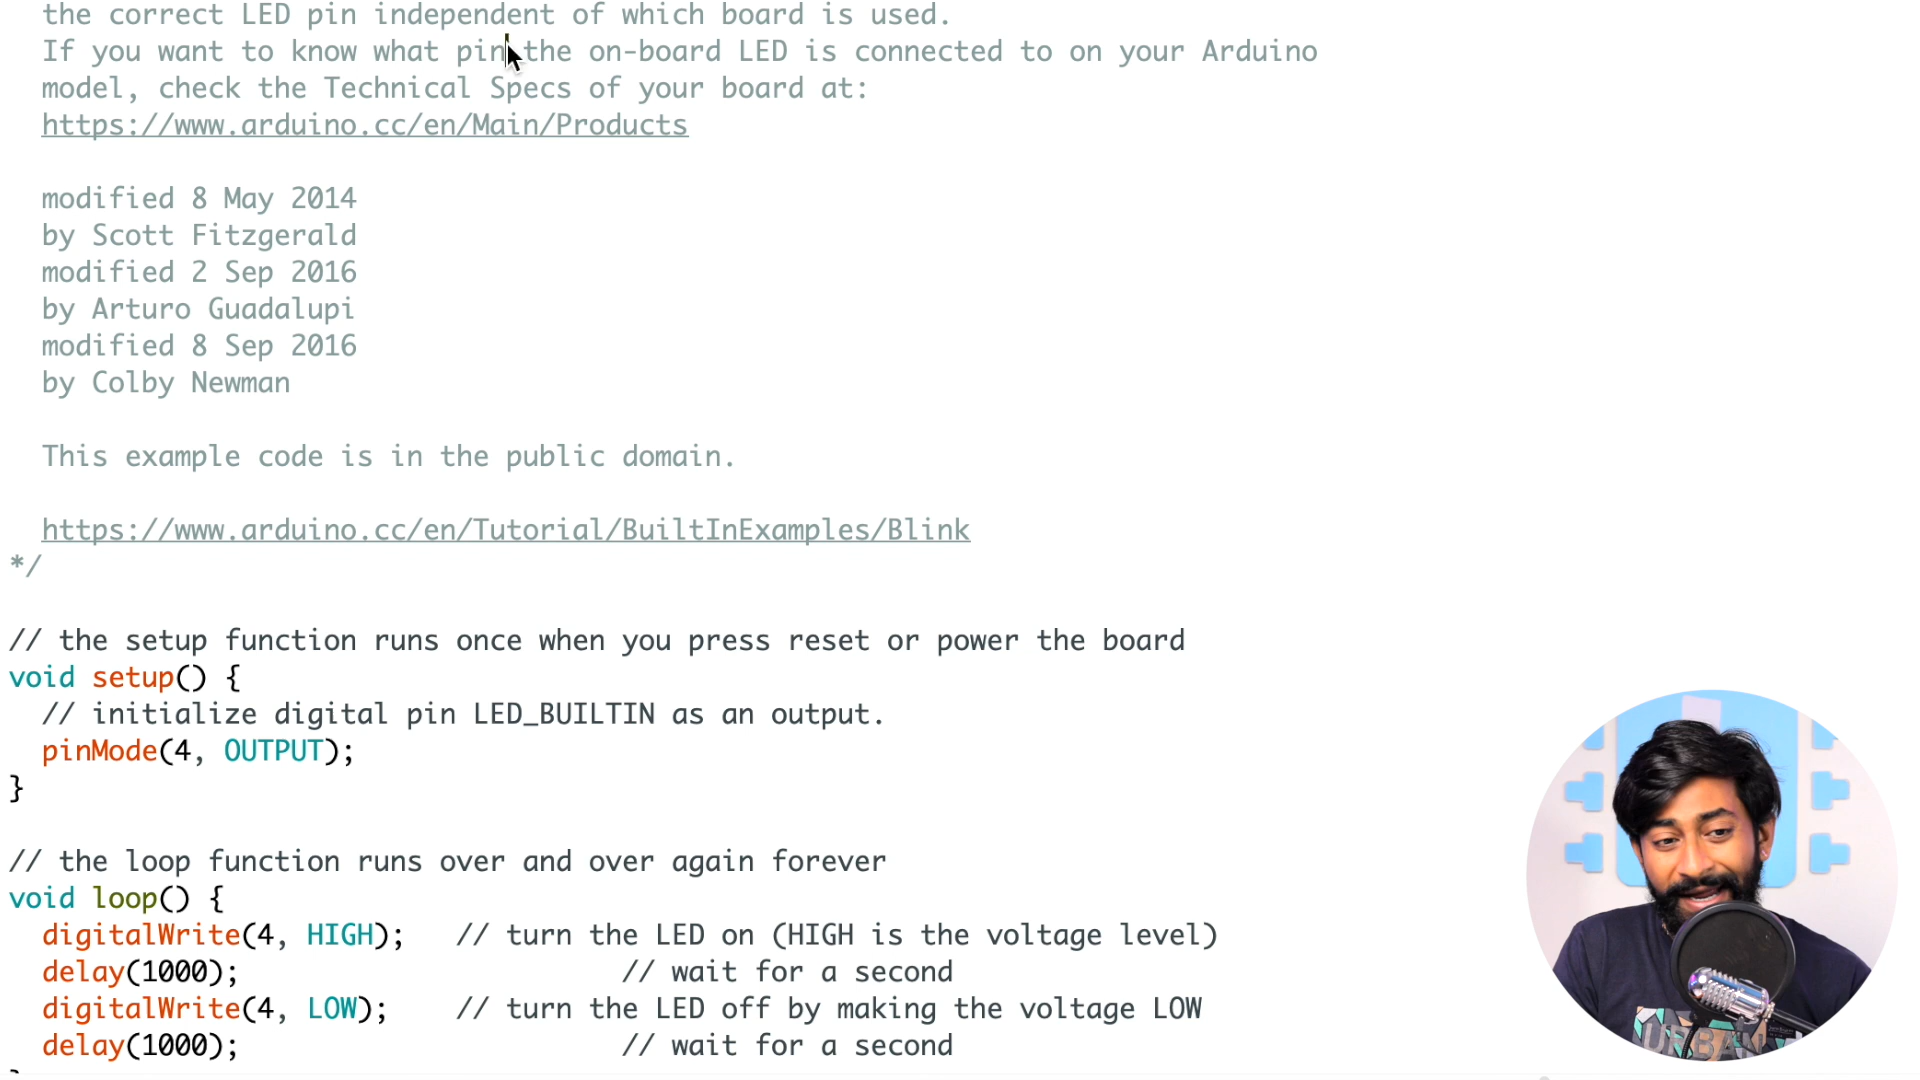 the correct LED pin independent of which board is used.
If you want to know what pin the on-board LED is connected to on your Arduino
model, check the Technical Specs of your board at:
https://www.arduino.cc/en/Main/Products
modified 8 May 2014
by Scott Fitzgerald
modified 2 Sep 2016
by Arturo Guadalupi
modified 8 Sep 2016
by Colby Newman
This example code is in the public domain.
https://www.arduino.cc/en/Tutorial/BuiltInExamples/Blink
*/
// the setup function runs once when you press reset or power the board
void setup() {
// initialize digital pin LED_BUILTIN as an output.
pinMode(4, OUTPUT);
}
// the loop function runs over and over again forever
void loop() {
digitalWrite(4, HIGH); // turn the LED on (HIGH is the voltage level)
delay(1000); // wait for a second
digitalWrite(4, LOW); // turn the LED off by making the voltage LOW
delay(1000); // wait for a second